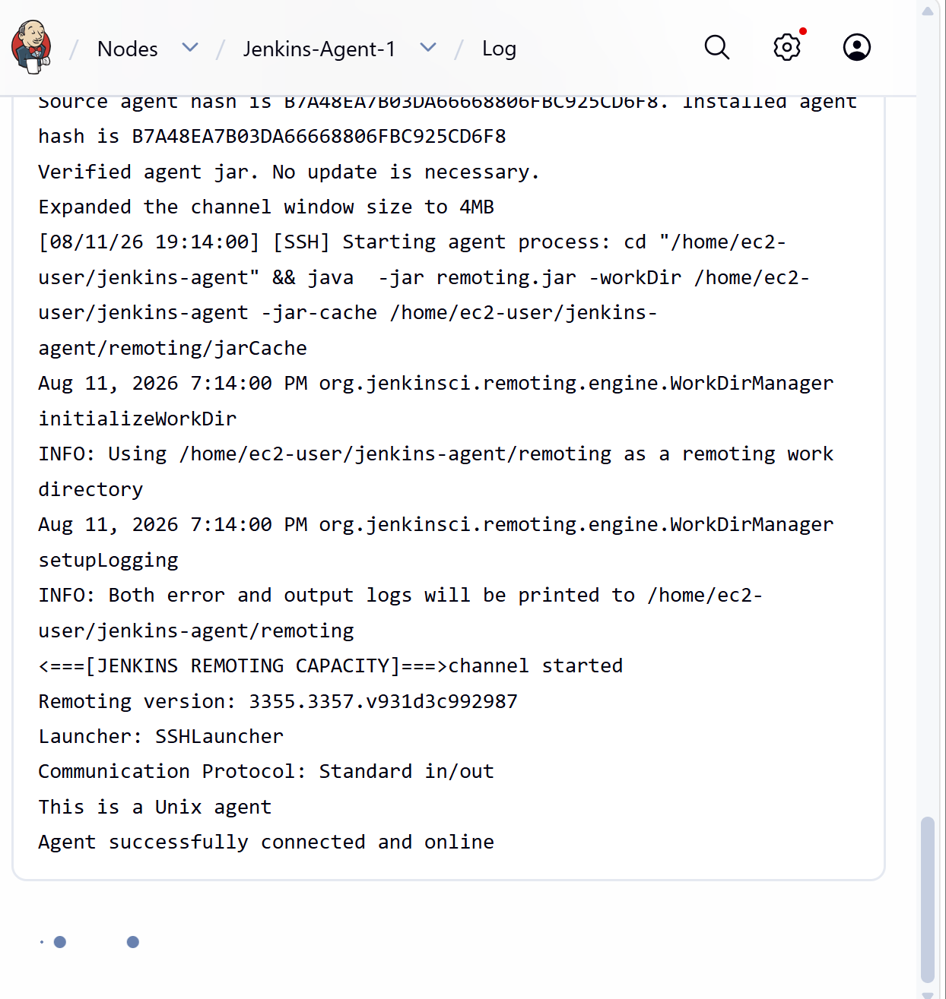 / Nodes / Jenkins-Agent-1 / Log
Source agent hash is B7A48EA7B03DA66668806FBC925CD6F8. Installed agent
hash is B7A48EA7B03DA66668806FBC925CD6F8
Verified agent jar. No update is necessary.
Expanded the channel window size to 4MB
[08/11/26 19:14:00] [SSH] Starting agent process: cd "/home/ec2-
user/jenkins-agent" && java  -jar remoting.jar -workDir /home/ec2-
user/jenkins-agent -jar-cache /home/ec2-user/jenkins-
agent/remoting/jarCache
Aug 11, 2026 7:14:00 PM org.jenkinsci.remoting.engine.WorkDirManager
initializeWorkDir
INFO: Using /home/ec2-user/jenkins-agent/remoting as a remoting work
directory
Aug 11, 2026 7:14:00 PM org.jenkinsci.remoting.engine.WorkDirManager
setupLogging
INFO: Both error and output logs will be printed to /home/ec2-
user/jenkins-agent/remoting
<===[JENKINS REMOTING CAPACITY]===>channel started
Remoting version: 3355.3357.v931d3c992987
Launcher: SSHLauncher
Communication Protocol: Standard in/out
This is a Unix agent
Agent successfully connected and online